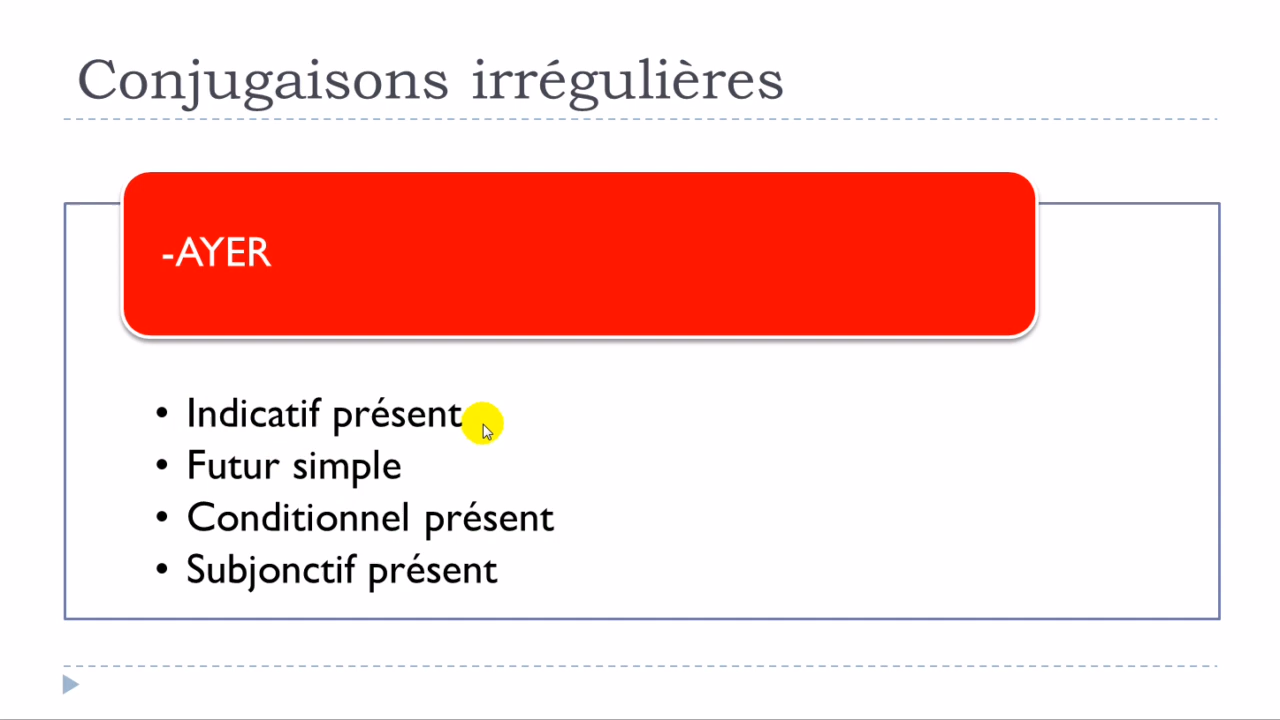 Conjugaisons irrégulières
-AYER
• Indicatif présent
• Futur simple
• Conditionnel présent
• Subjonctif présent